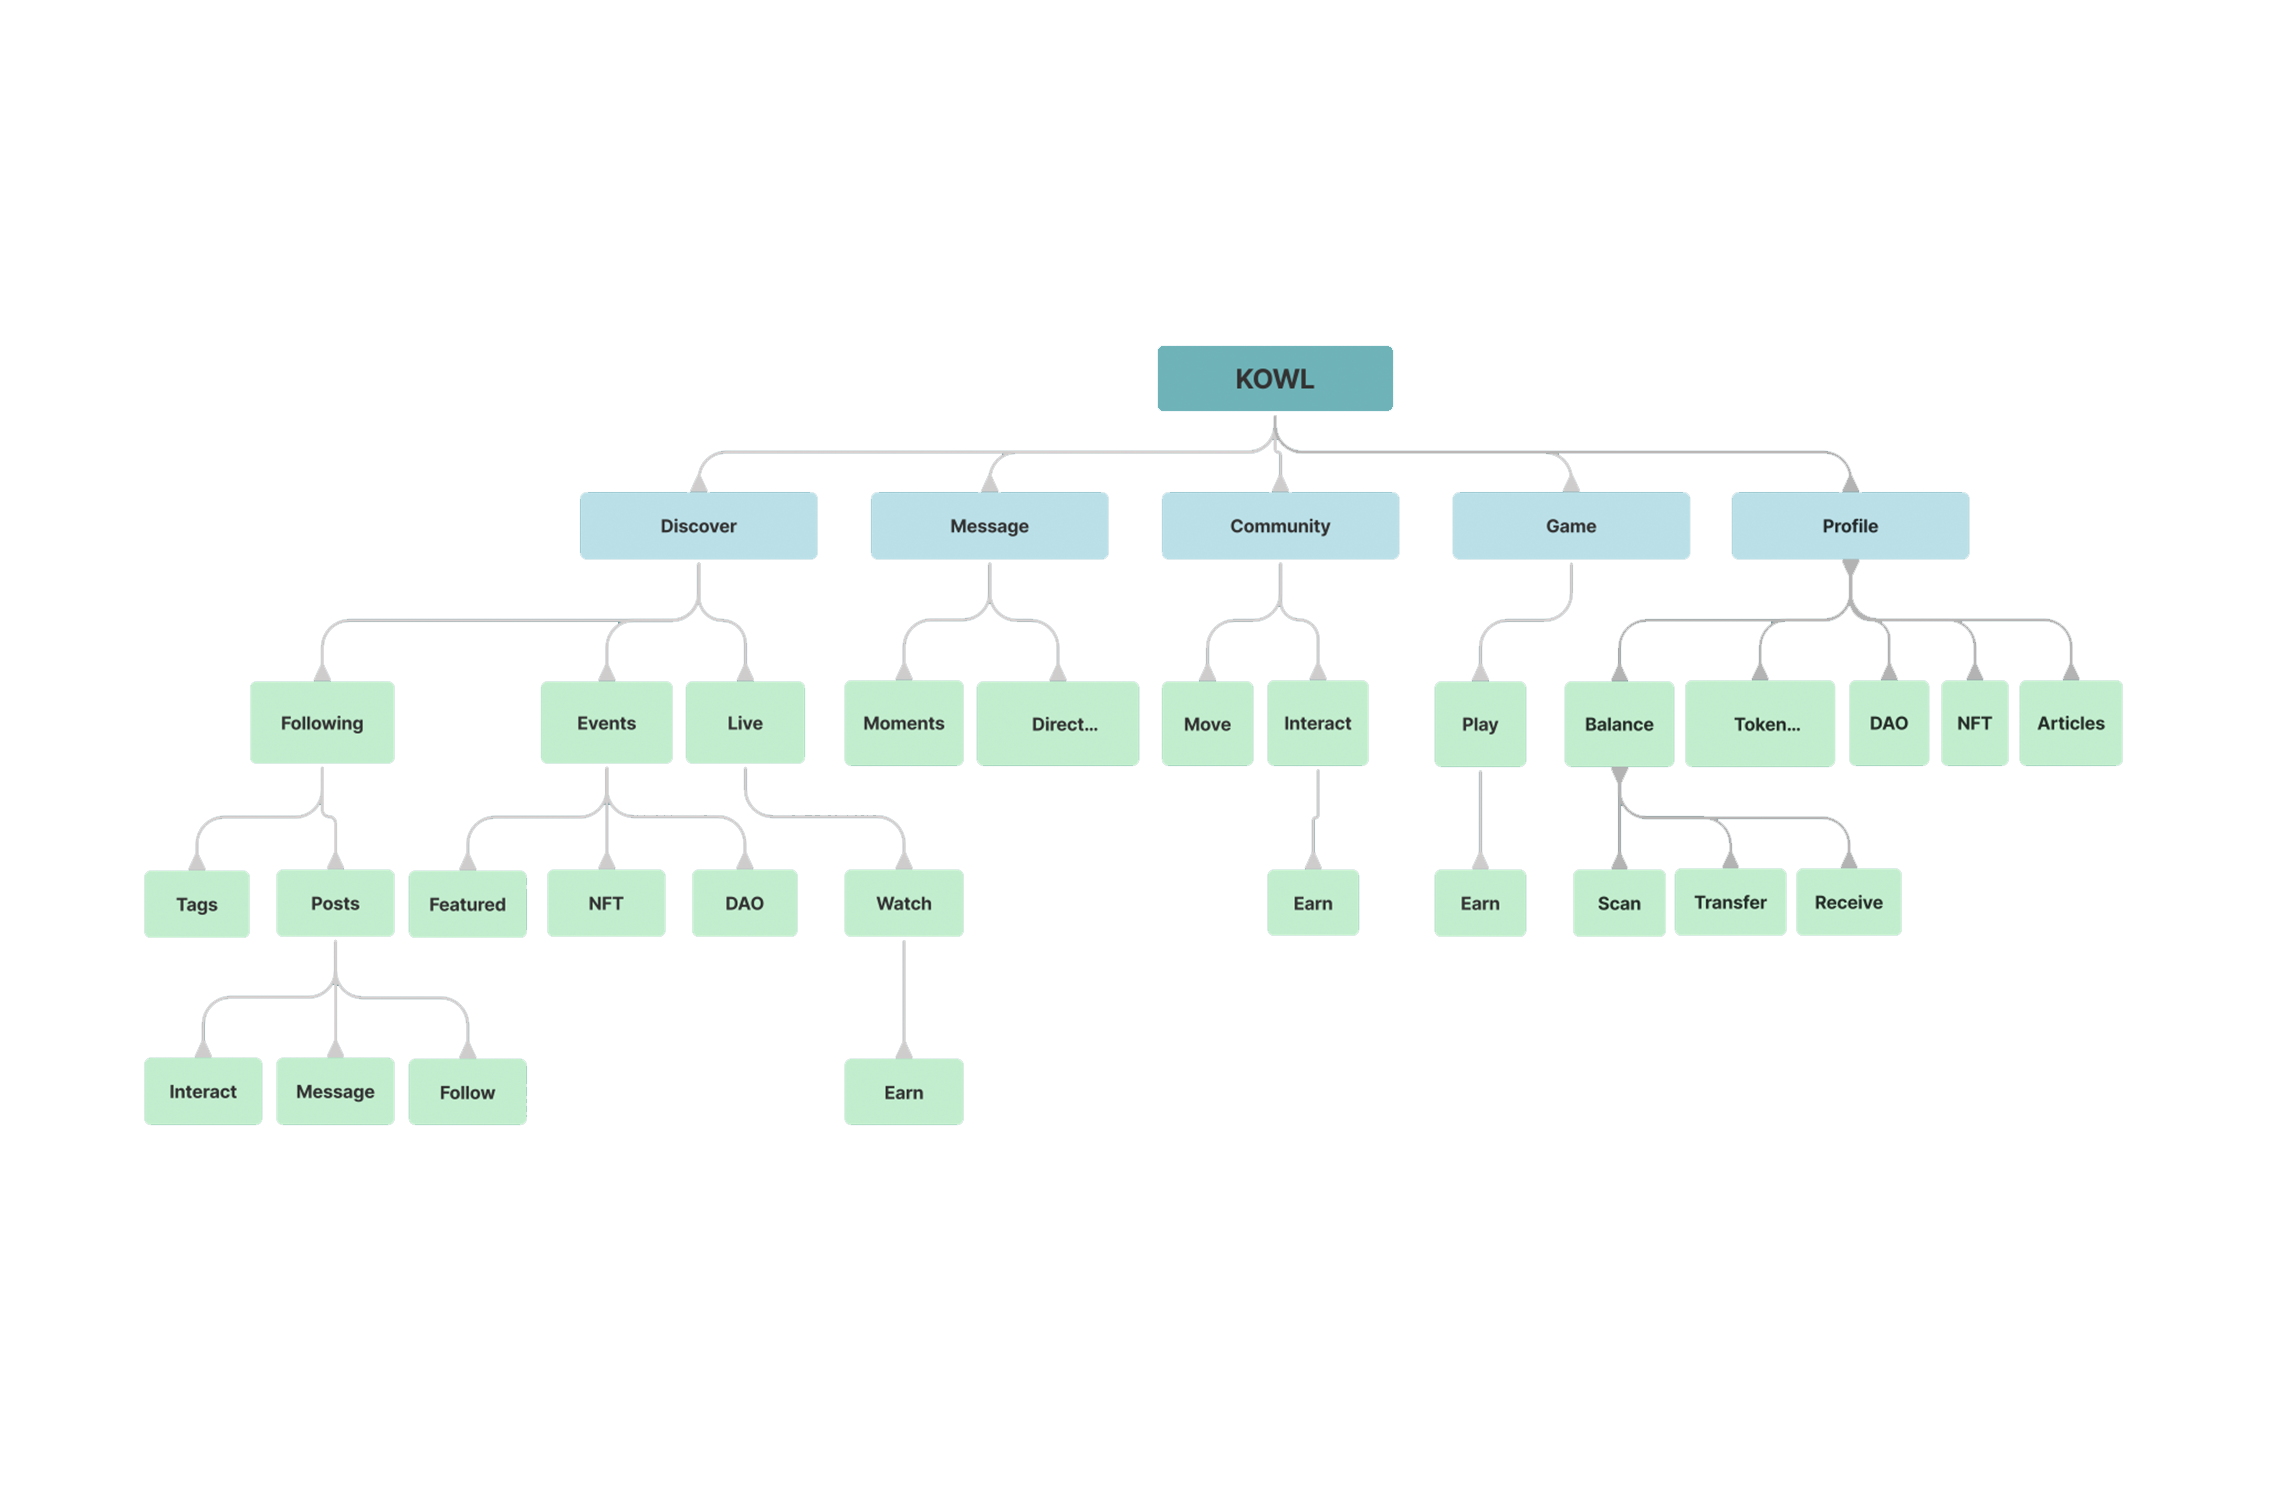 KOWL
Discover
Message
Community
Game
Profile
Following
Events
Live
Moments
Direct...
Move
Interact
Play
Balance
Token...
DAO
NFT
Articles
Tags
Posts
Featured
NFT
DAO
Watch
Earn
Earn
Scan
Transfer
Receive
Interact
Message
Follow
Earn